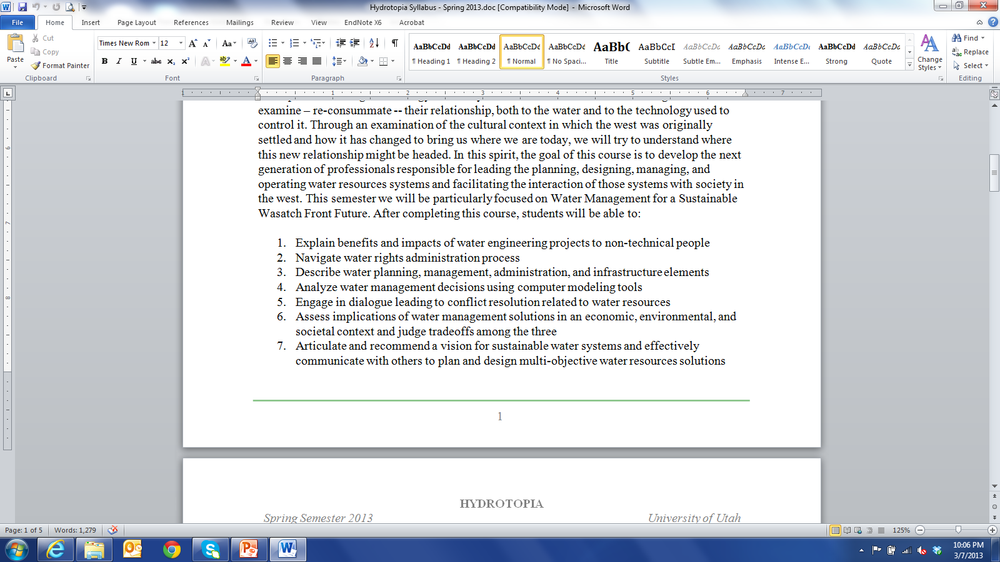 Hydrotopia Syllabus - Spring 2013.doc [Compatibility Mode] - Microsoft Word
File Home Insert Page Layout References Mailings Review View EndNote X6 Acrobat
Paste
Cut
Copy
Format Painter
Clipboard
Times New Rom 12
Font
Paragraph
AaBbCcDd AaBbCcDd AaBbCcDd AaBbCcDd AaBbC AaBbCcD AaBbCcDd AaBbCcDd AaBbCcDd AaBbCcDd AaBbCcDd
¶ Heading 1 ¶ Heading 2 ¶ Normal ¶ No Spaci... Title Subtitle Subtle Em... Emphasis Intense E... Strong Quote
Change Styles
Styles
Find
Replace
Select
Editing
1 1 2 3 4 5 6 7
examine – re-consummate -- their relationship, both to the water and to the technology used to
control it. Through an examination of the cultural context in which the west was originally
settled and how it has changed to bring us where we are today, we will try to understand where
this new relationship might be headed. In this spirit, the goal of this course is to develop the next
generation of professionals responsible for leading the planning, designing, managing, and
operating water resources systems and facilitating the interaction of those systems with society in
the west. This semester we will be particularly focused on Water Management for a Sustainable
Wasatch Front Future. After completing this course, students will be able to:
1. Explain benefits and impacts of water engineering projects to non-technical people
2. Navigate water rights administration process
3. Describe water planning, management, administration, and infrastructure elements
4. Analyze water management decisions using computer modeling tools
5. Engage in dialogue leading to conflict resolution related to water resources
6. Assess implications of water management solutions in an economic, environmental, and
societal context and judge tradeoffs among the three
7. Articulate and recommend a vision for sustainable water systems and effectively
communicate with others to plan and design multi-objective water resources solutions
1
HYDROTOPIA
Spring Semester 2013 University of Utah
Page: 1 of 5 Words: 1,279 125%
10:06 PM
3/7/2013